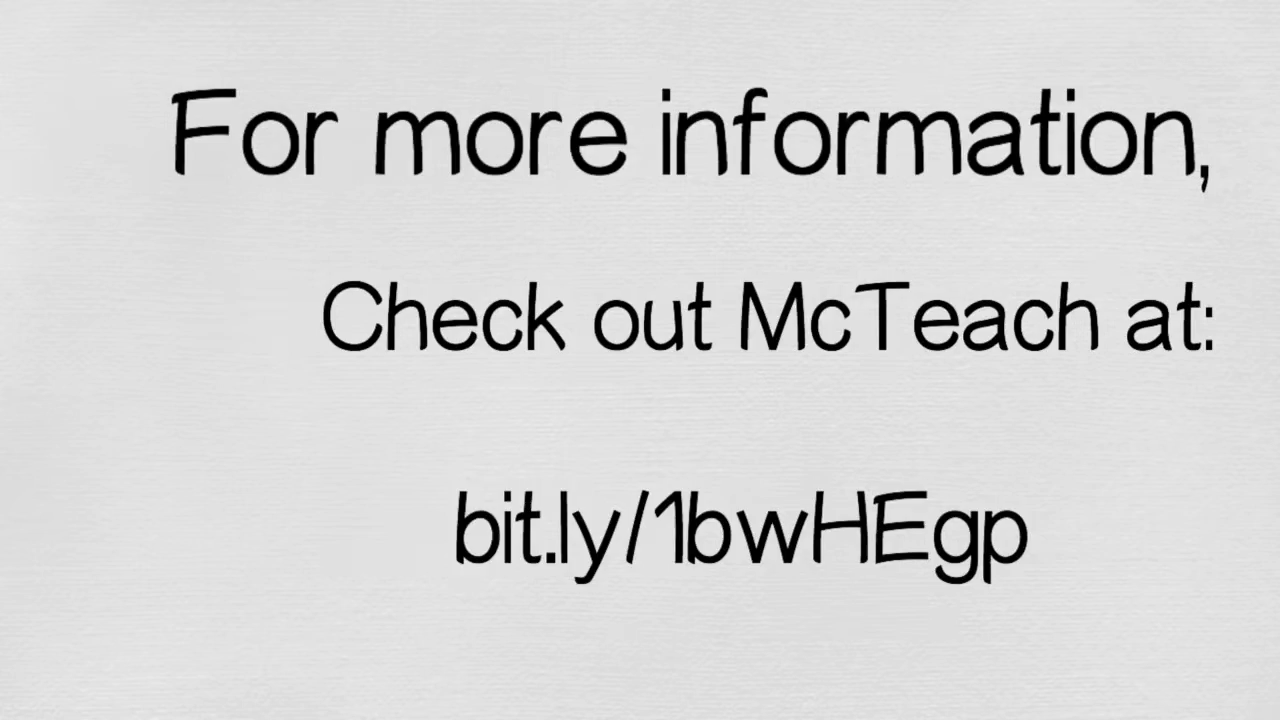 For more information,
Check out McTeach at:
bit.ly/1bwHEgp